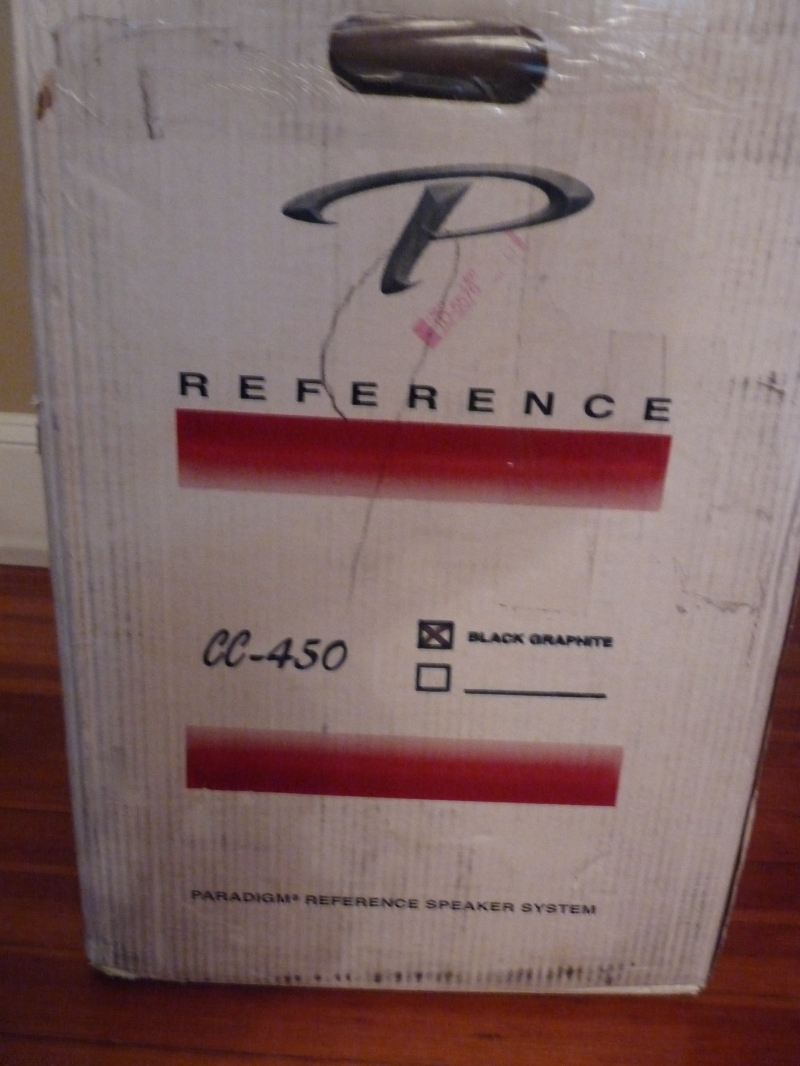 P
REFERENCE
CC-450
BLACK GRAPHITE
PARADIGM® REFERENCE SPEAKER SYSTEM